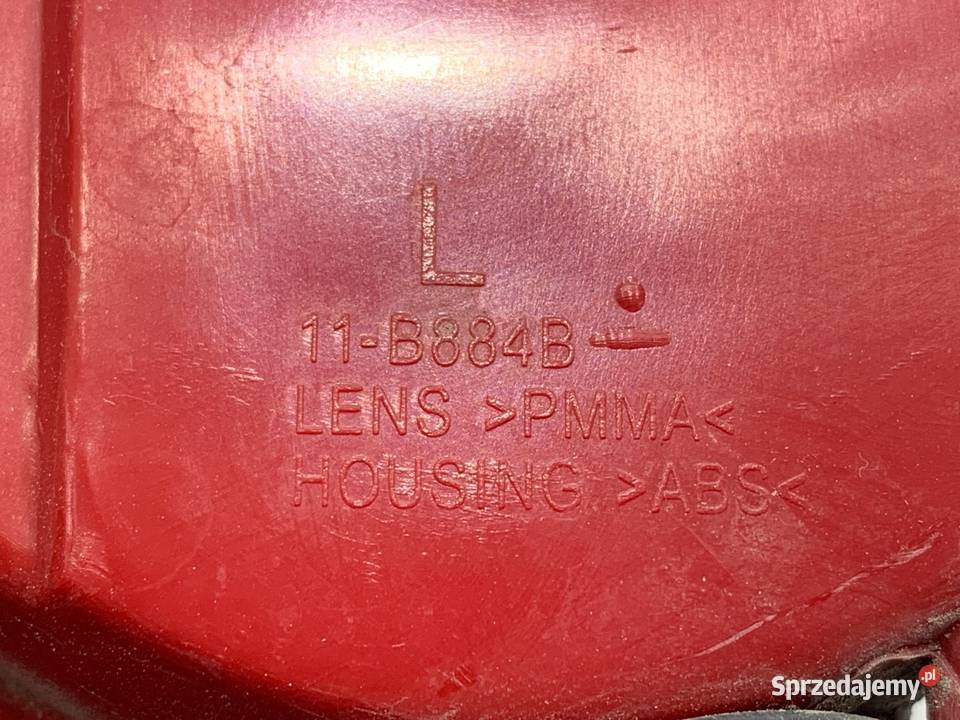 L
11-B884B
LENS >PMMA<
HOUSING >ABS<
Sprzedajemy.pl